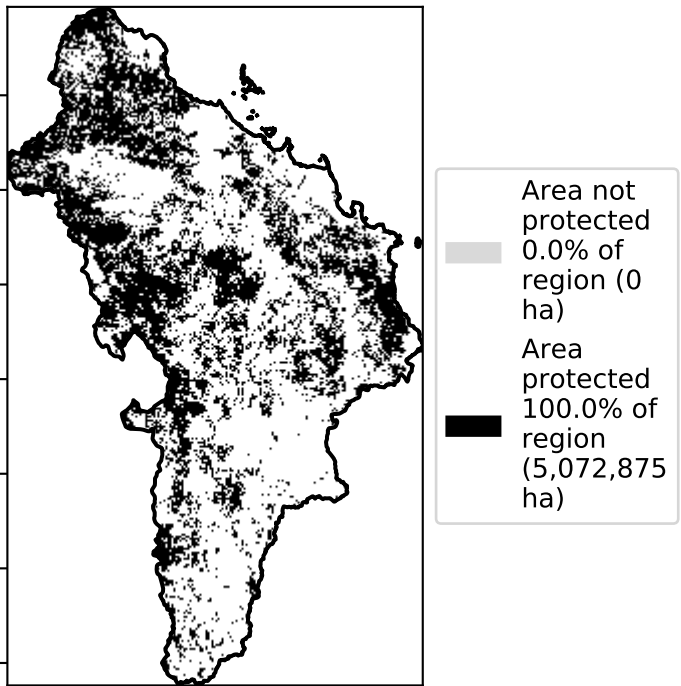 Area not
protected
0.0% of
region (0
ha)
Area
protected
100.0% of
region
(5,072,875
ha)